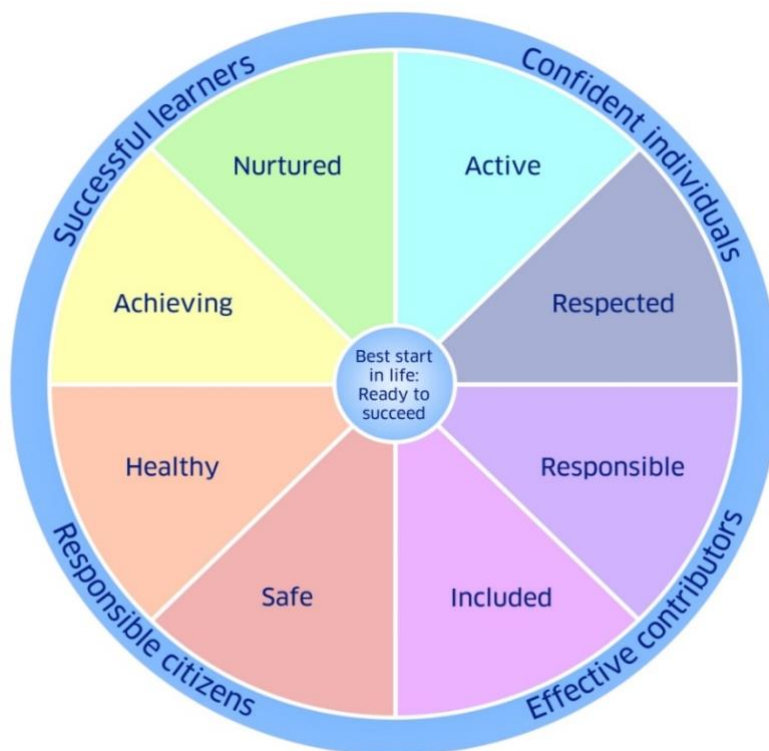 Successful learners
Confident individuals
Nurtured
Active
Achieving
Respected
Best start
in life:
Ready to
succeed
Healthy
Responsible
Safe
Included
Responsible citizens
Effective contributors